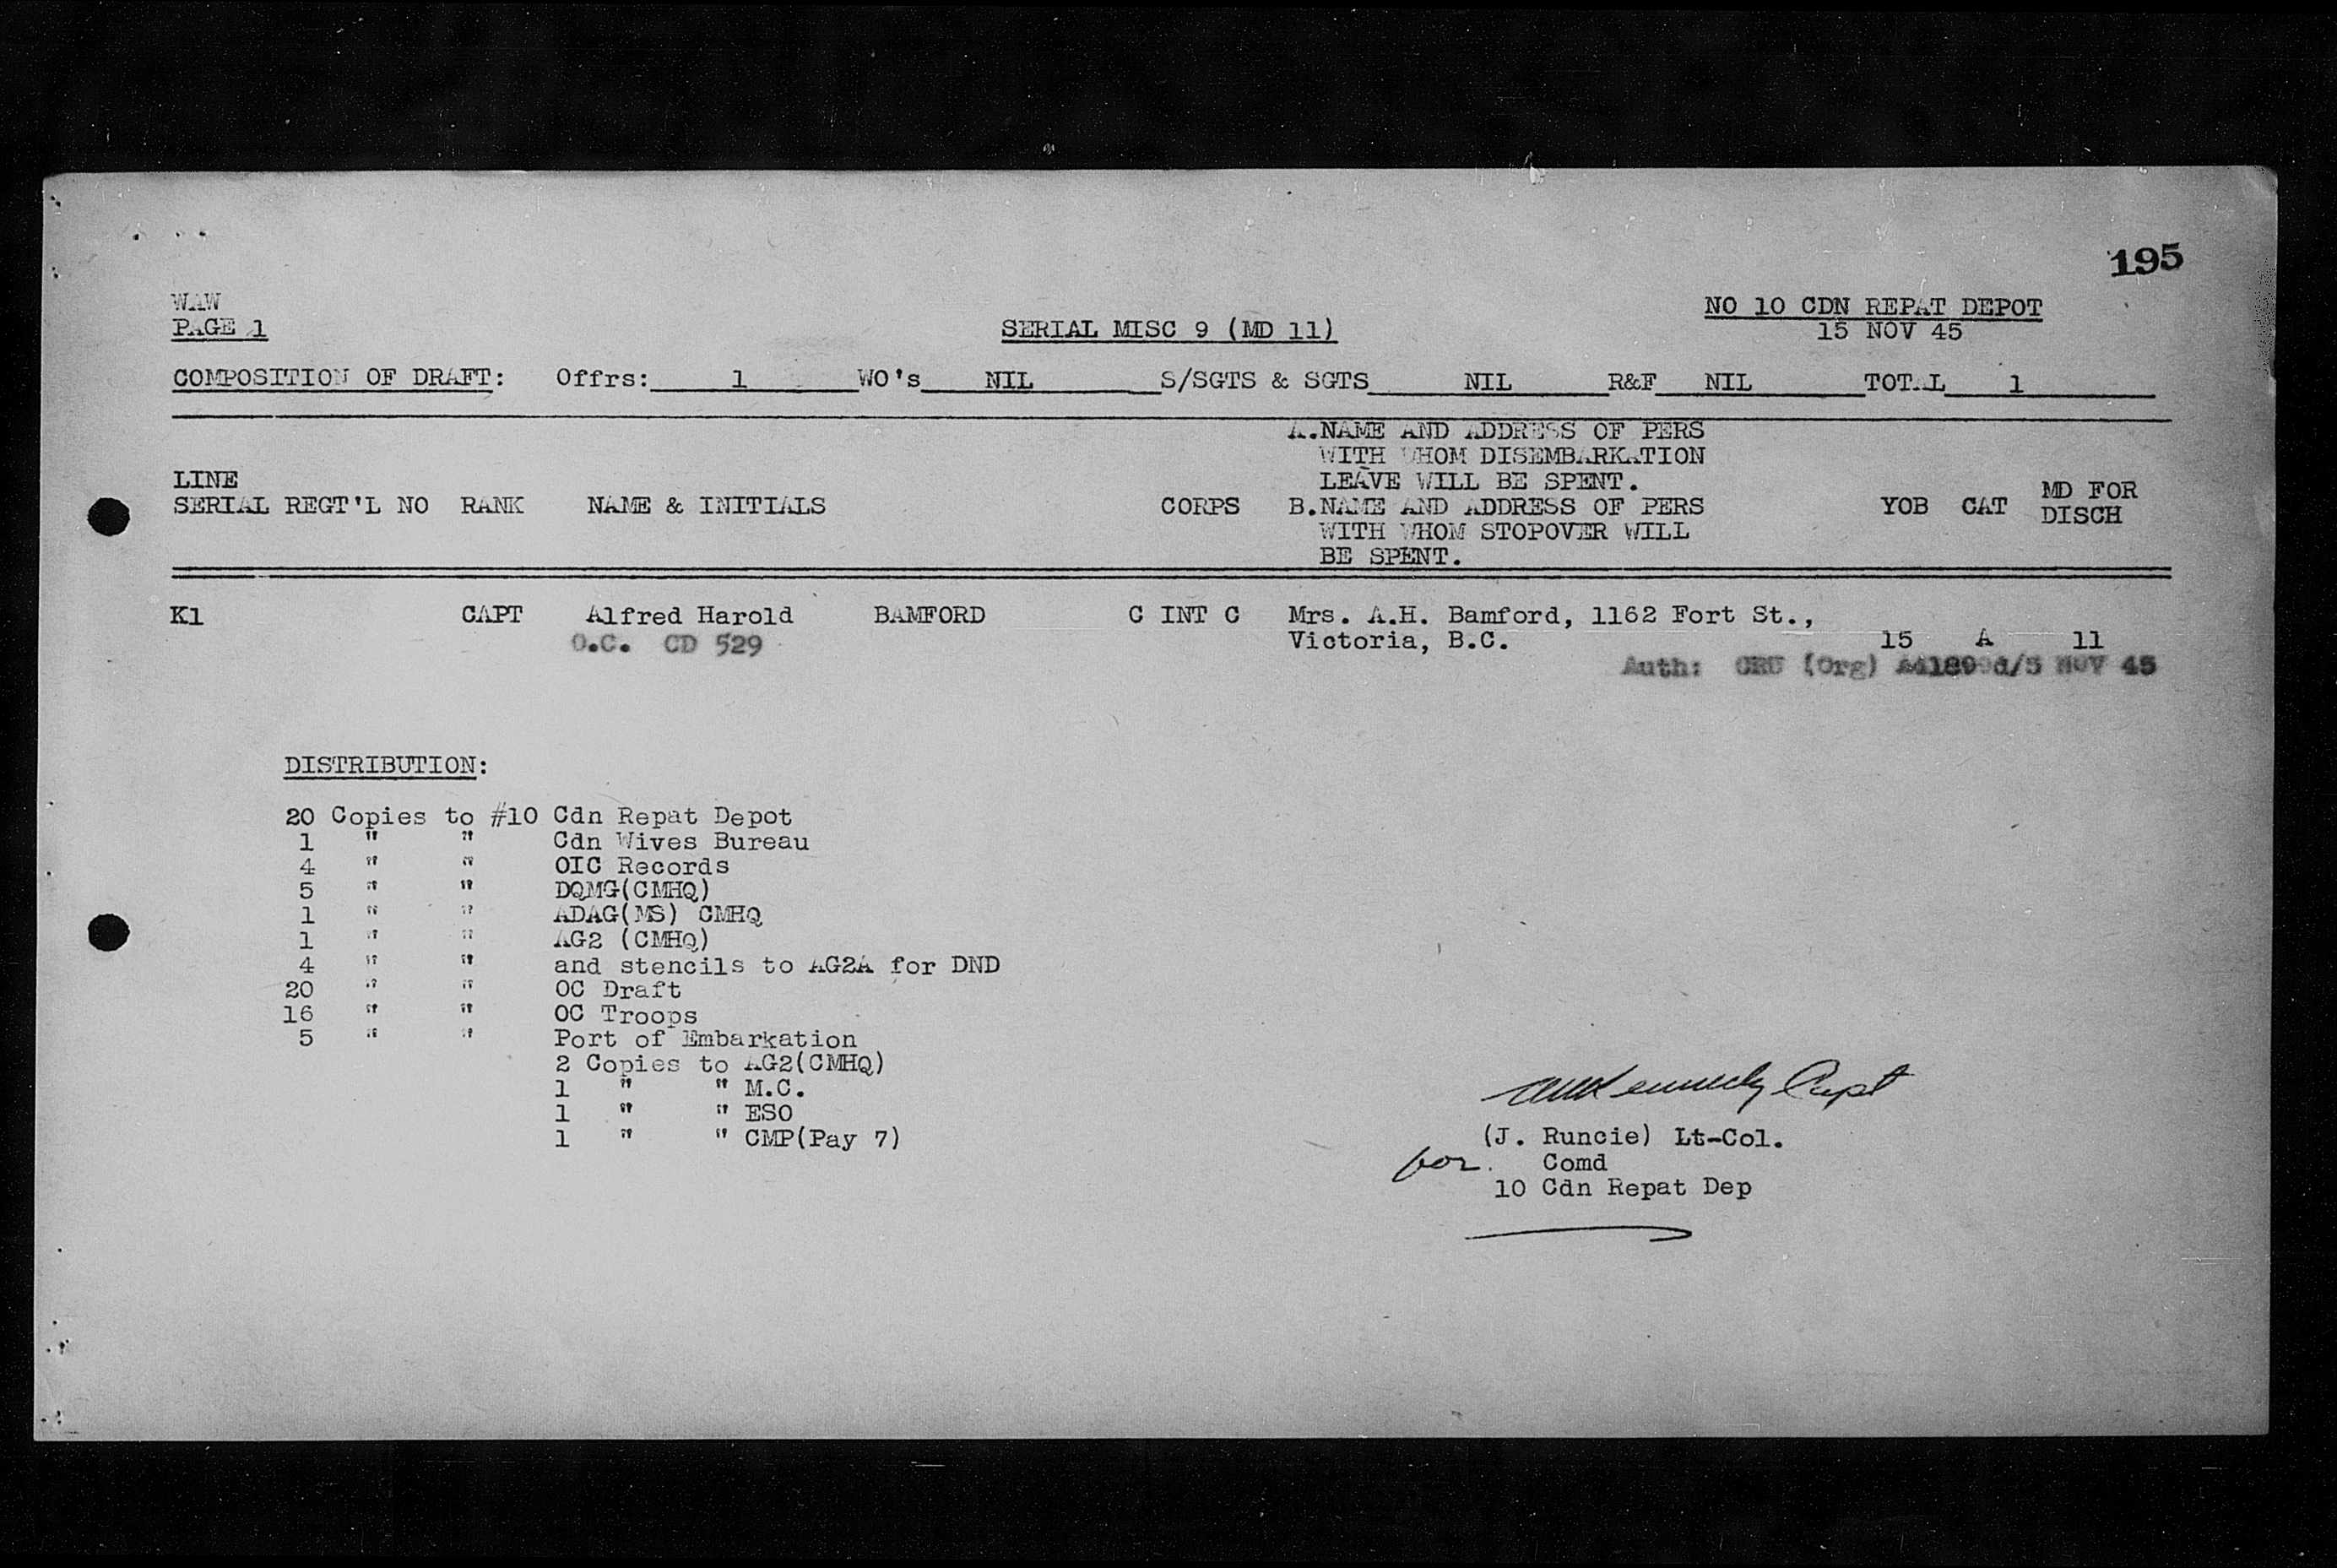 195
WAW
PAGE 1
SERIAL MISC 9 (MD 11)
NO 10 CDN REPAT DEPOT
15 NOV 45
COMPOSITION OF DRAFT: Offrs: 1 WO's NIL S/SGTS & SGTS NIL R&F NIL TOTAL 1
A.NAME AND ADDRESS OF PERS
WITH WHOM DISEMBARKATION
LEAVE WILL BE SPENT.
LINE
SERIAL REGT'L NO RANK NAME & INITIALS CORPS B.NAME AND ADDRESS OF PERS YOB CAT MD FOR
DISCH
WITH WHOM STOPOVER WILL
BE SPENT.
K1 CAPT Alfred Harold BAMFORD C INT C Mrs. A.H. Bamford, 1162 Fort St.,
O.C. CD 529 Victoria, B.C. 15 A 11
Auth: CRU (Org) d/5 NOV 45
DISTRIBUTION:
20 Copies to #10 Cdn Repat Depot
1 " " Cdn Wives Bureau
4 " " OIC Records
5 " " DQMG(CMHQ)
1 " " ADAG(MS) CMHQ
1 " " AG2 (CMHQ)
4 " " and stencils to AG2A for DND
20 " " OC Draft
16 " " OC Troops
5 " " Port of Embarkation
2 Copies to AG2(CMHQ)
1 " " M.C.
1 " " ESO
1 " " CMP(Pay 7)
Kennedy Capt
(J. Runcie) Lt-Col.
for. Comd
10 Cdn Repat Dep